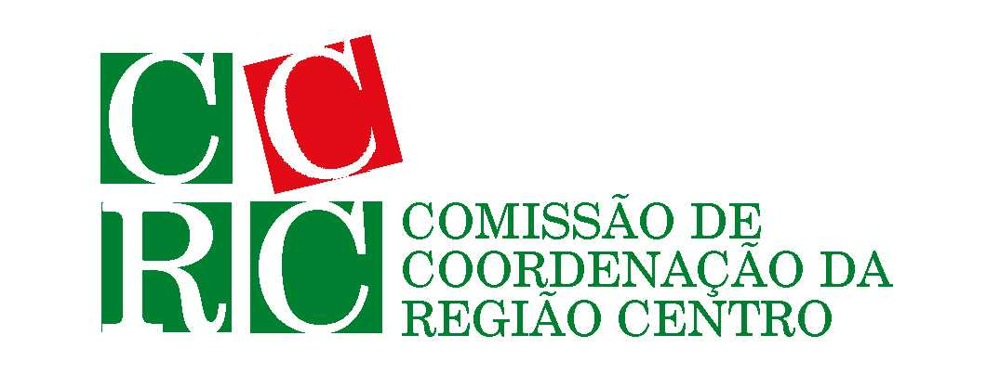 CC
RC
COMISSÃO DE
COORDENAÇÃO DA
REGIÃO CENTRO